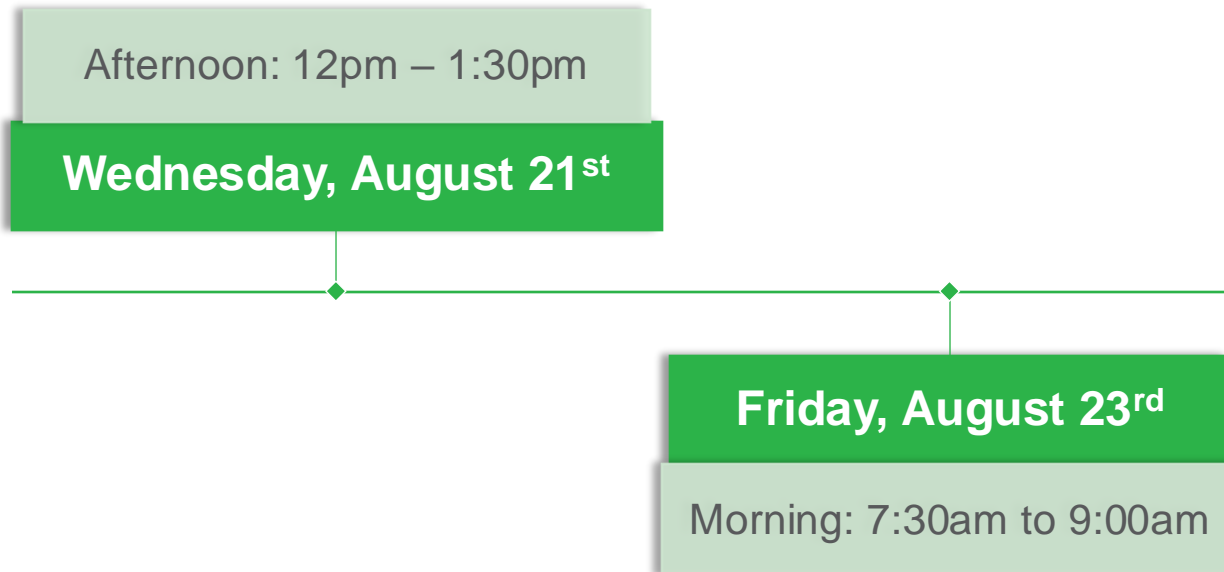 Afternoon: 12pm – 1:30pm
Wednesday, August 21st
Friday, August 23rd
Morning: 7:30am to 9:00am